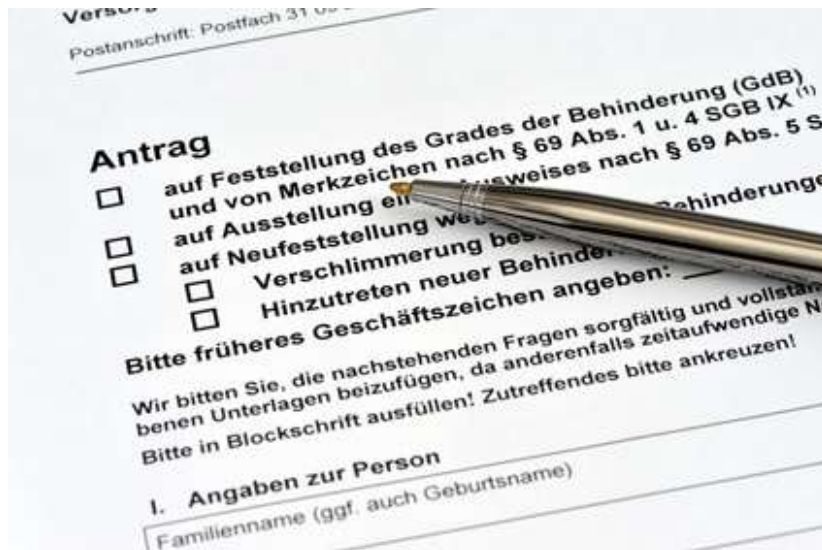 Postanschrift: Postfach 31
Antrag
☐ auf Feststellung des Grades der Behinderung (GdB)
und von Merkzeichen nach § 69 Abs. 1 u. 4 SGB IX (1)
☐ auf Ausstellung nach § 69 Abs. 5
☐ auf Neufeststellung
☐ Verschlimmerung
☐ Hinzutreten neuer
Bitte früheres Geschäftszeichen angeben:
Wir bitten Sie, die nachstehenden Fragen sorgfältig und
benen Unterlagen beizufügen, da anderenfalls zeitaufwendige
Bitte in Blockschrift ausfüllen! Zutreffendes bitte ankreuzen!
I. Angaben zur Person
Familienname (ggf. auch Geburtsname)